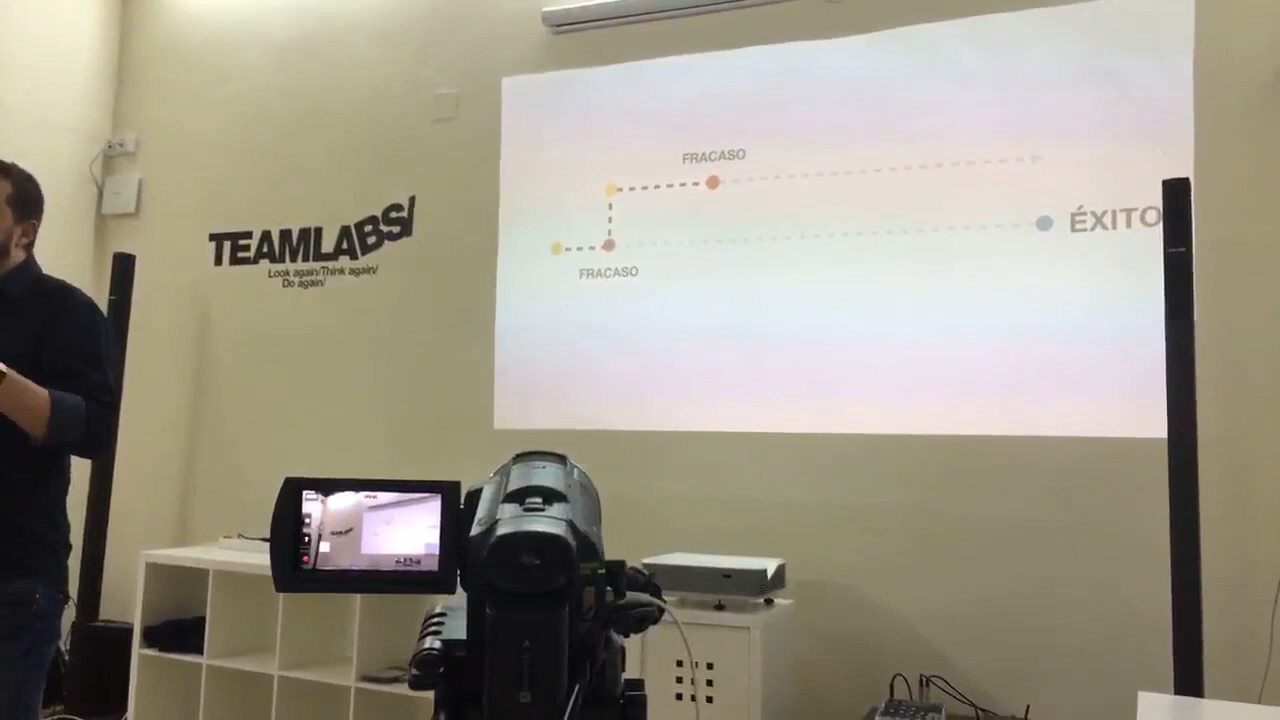 TEAMLABS/
Look again/Think again/
Do again/
FRACASO
ÉXITO
FRACASO